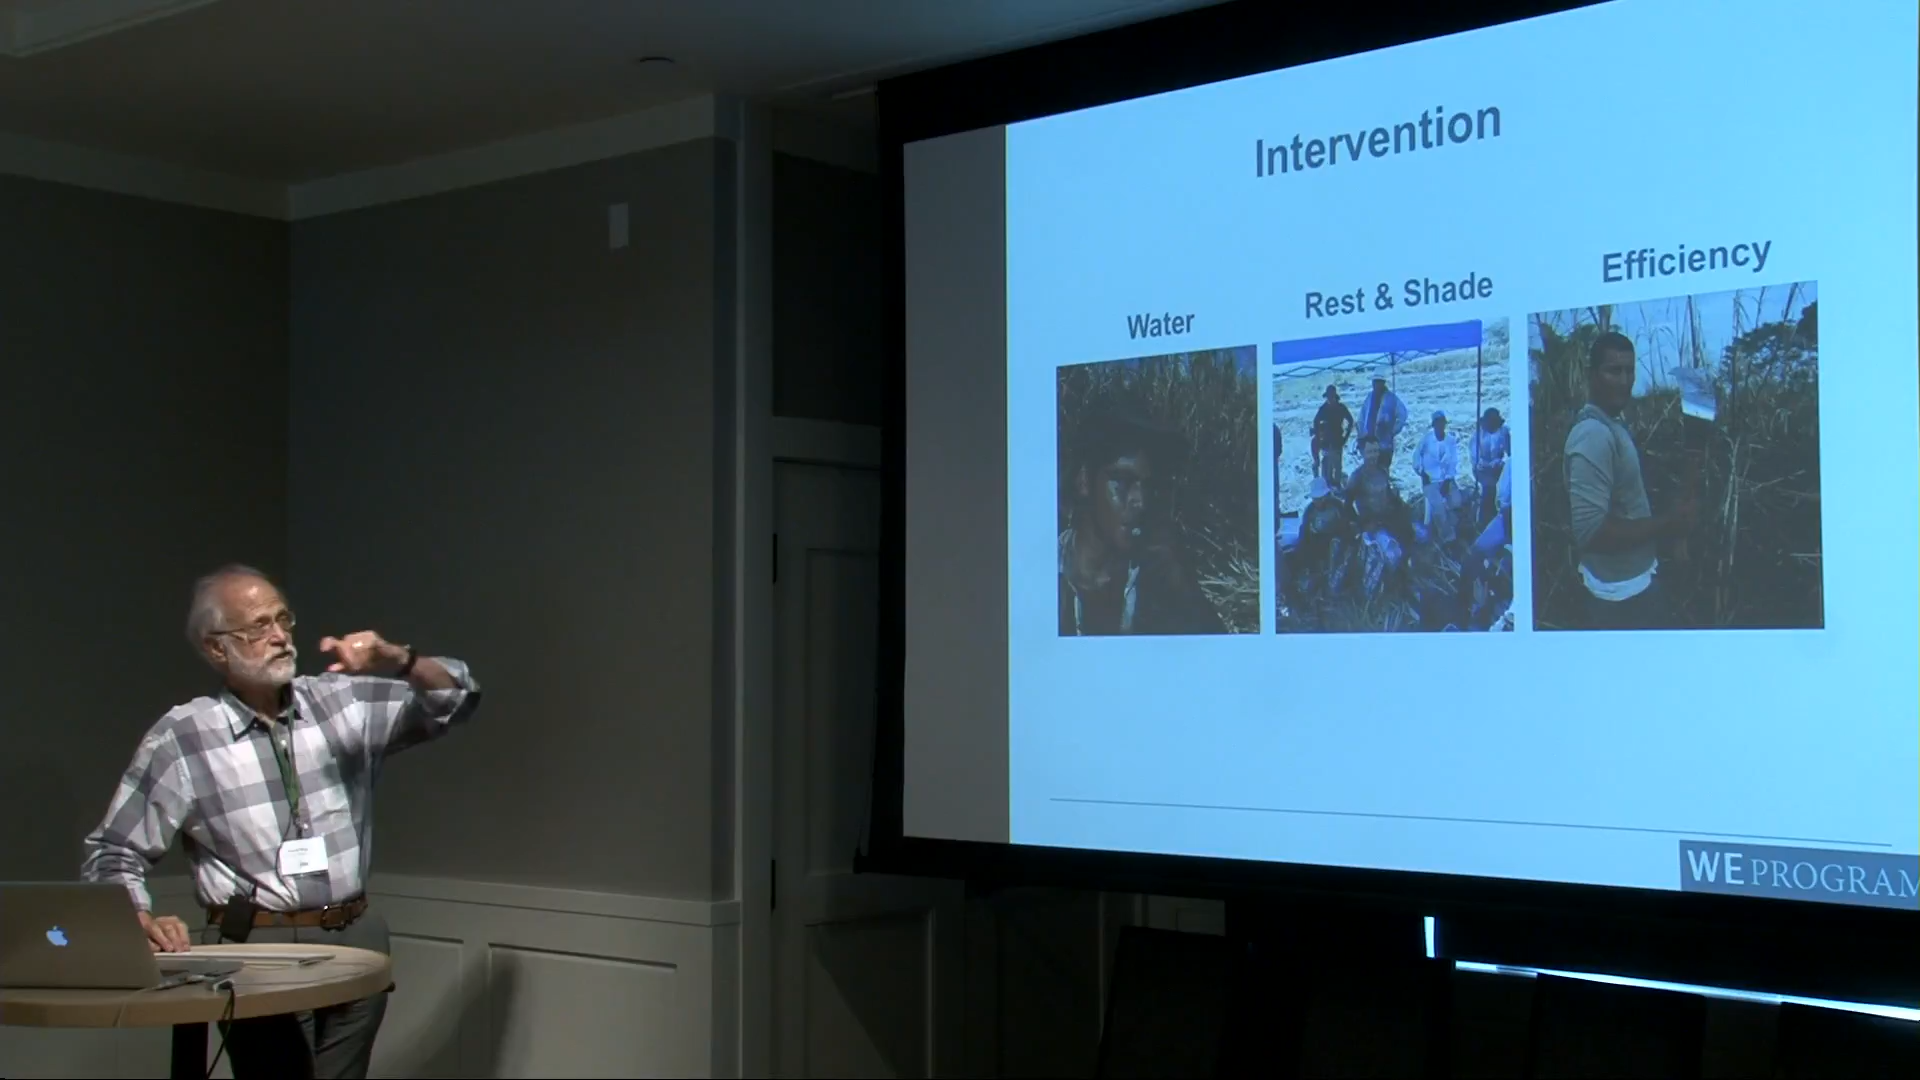 Intervention
Water
Rest & Shade
Efficiency
WE PROGRAM